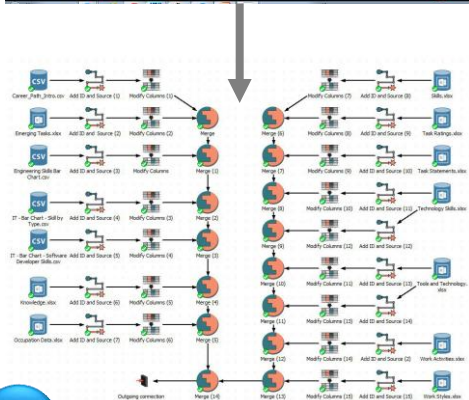 CSV
Career_Path_Intro.csv Add ID and Source (1) Modify Columns (1) Modify Columns (7) Add ID and Source (8) Skills.xlsx
Emerging Tasks.xlsx Add ID and Source (2) Modify Columns (2) Merge Merge (6) Modify Columns (8) Add ID and Source (9) Task Ratings.xlsx
CSV
Engineering Skills Bar Chart.csv Add ID and Source (3) Modify Columns Merge (1) Merge (7) Modify Columns (9) Add ID and Source (10) Task Statements.xlsx
CSV
IT - Bar Chart - Skill by Type.csv Add ID and Source (4) Modify Columns (3) Merge (2) Merge (8) Modify Columns (10) Add ID and Source (11) Technology Skills.xlsx
CSV
IT - Bar Chart - Software Developer Skills.csv Add ID and Source (5) Modify Columns (4) Merge (3) Merge (9) Modify Columns (12) Add ID and Source (12)
Knowledge.xlsx Add ID and Source (6) Modify Columns (5) Merge (4) Merge (10) Modify Columns (11) Add ID and Source (13) Tools and Technology.xlsx
Occupation Data.xlsx Add ID and Source (7) Modify Columns (6) Merge (5) Merge (11) Modify Columns (13) Add ID and Source (14)
Merge (12) Modify Columns (14) Add ID and Source (2) Work Activities.xlsx
Outgoing connection Merge (14) Merge (13) Modify Columns (15) Add ID and Source (15) Work Styles.xlsx